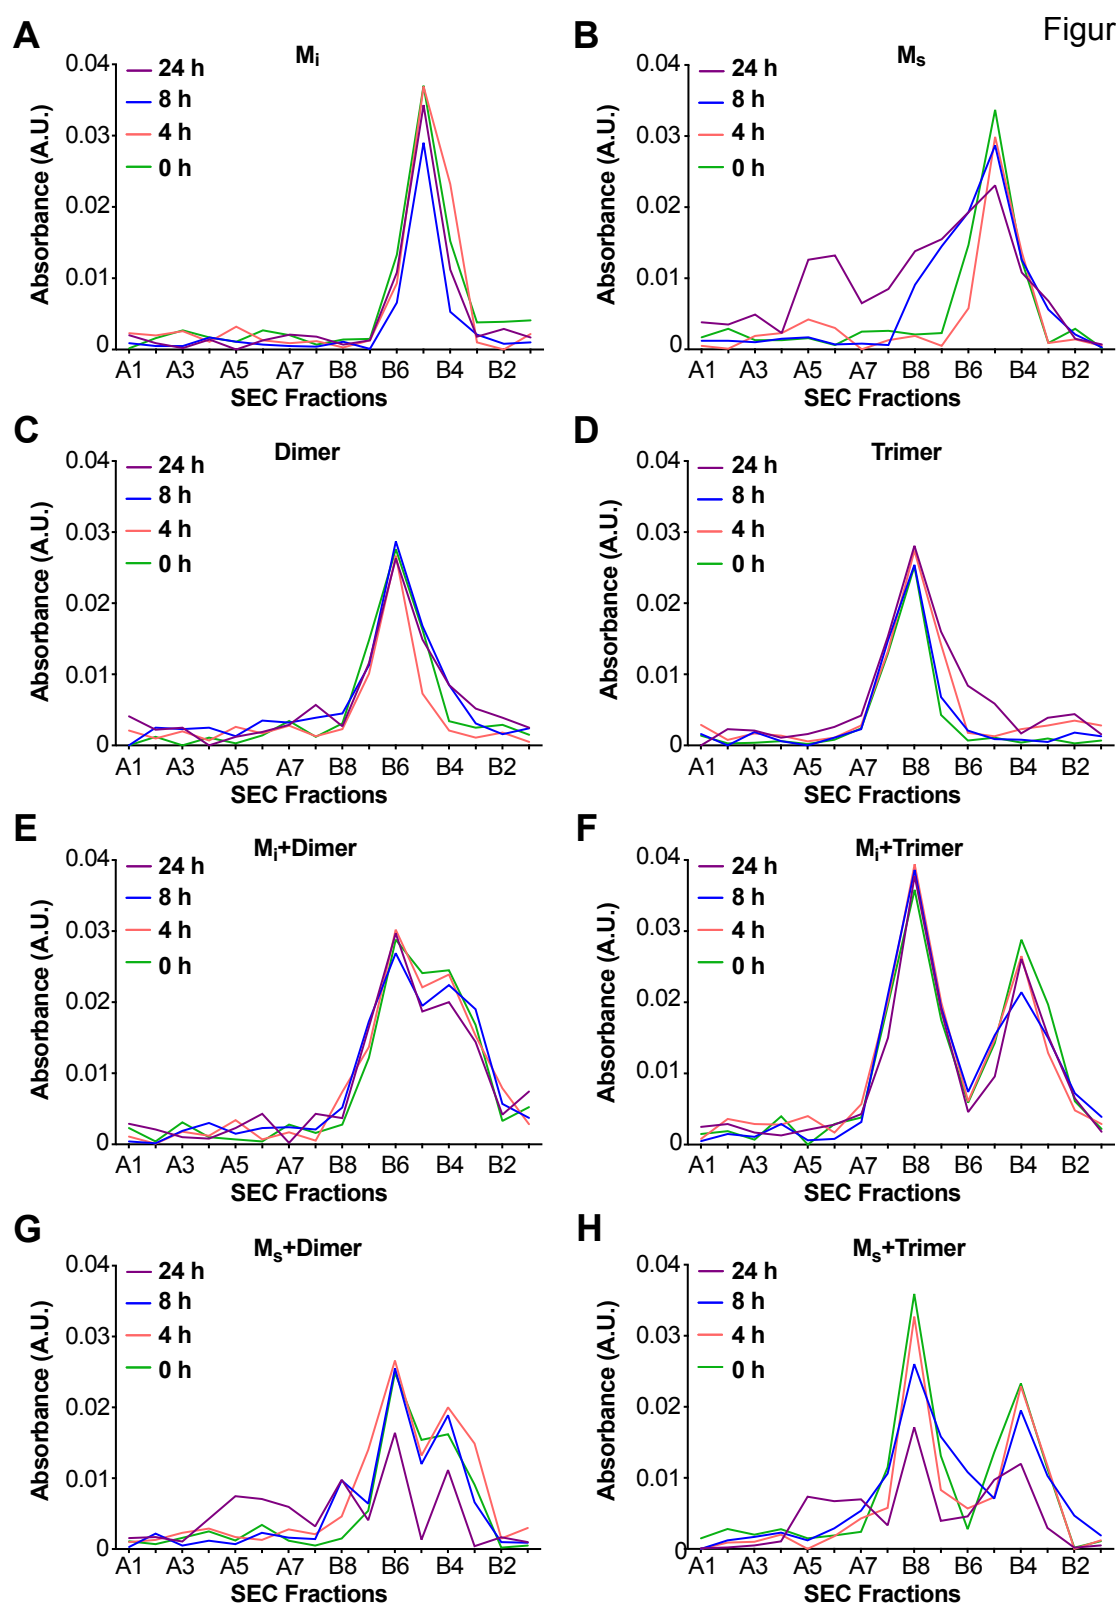 Figur
A
M_i
0.04
0.03
0.02
0.01
0
Absorbance (A.U.)
24 h
8 h
4 h
0 h
A1 A3 A5 A7 B8 B6 B4 B2
SEC Fractions
B
M_s
0.04
0.03
0.02
0.01
0
Absorbance (A.U.)
24 h
8 h
4 h
0 h
A1 A3 A5 A7 B8 B6 B4 B2
SEC Fractions
C
Dimer
0.04
0.03
0.02
0.01
0
Absorbance (A.U.)
24 h
8 h
4 h
0 h
A1 A3 A5 A7 B8 B6 B4 B2
SEC Fractions
D
Trimer
0.04
0.03
0.02
0.01
0
Absorbance (A.U.)
24 h
8 h
4 h
0 h
A1 A3 A5 A7 B8 B6 B4 B2
SEC Fractions
E
M_i+Dimer
0.04
0.03
0.02
0.01
0
Absorbance (A.U.)
24 h
8 h
4 h
0 h
A1 A3 A5 A7 B8 B6 B4 B2
SEC Fractions
F
M_i+Trimer
0.04
0.03
0.02
0.01
0
Absorbance (A.U.)
24 h
8 h
4 h
0 h
A1 A3 A5 A7 B8 B6 B4 B2
SEC Fractions
G
M_s+Dimer
0.04
0.03
0.02
0.01
0
Absorbance (A.U.)
24 h
8 h
4 h
0 h
A1 A3 A5 A7 B8 B6 B4 B2
SEC Fractions
H
M_s+Trimer
0.04
0.03
0.02
0.01
0
Absorbance (A.U.)
24 h
8 h
4 h
0 h
A1 A3 A5 A7 B8 B6 B4 B2
SEC Fractions